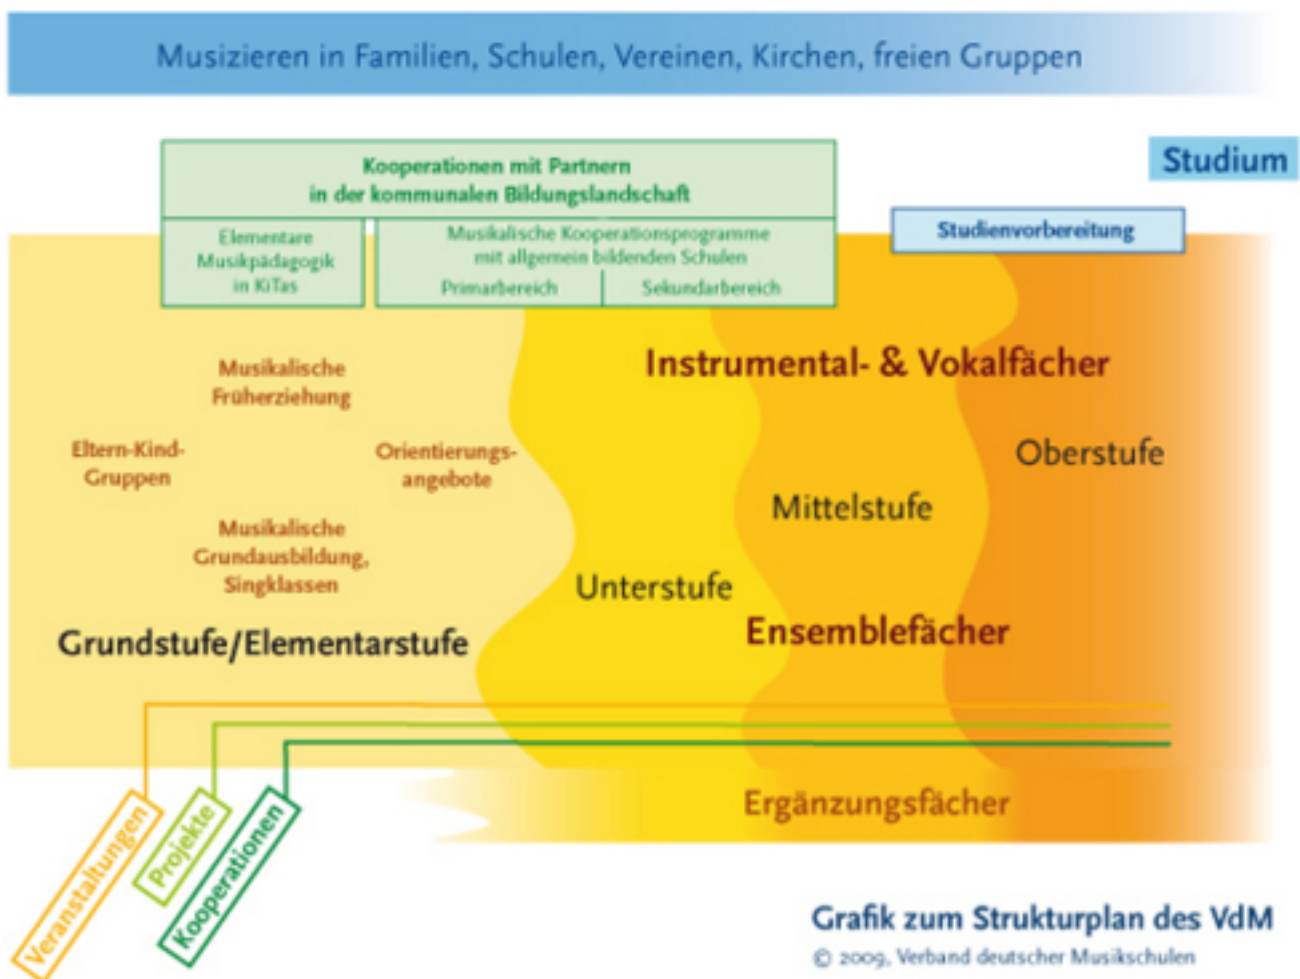 Musizieren in Familien, Schulen, Vereinen, Kirchen, freien Gruppen
Kooperationen mit Partnern
in der kommunalen Bildungslandschaft
Studium
Elementare
Musikpädagogik
in KiTas
Musikalische Kooperationsprogramme
mit allgemein bildenden Schulen
Primarbereich
Sekundarbereich
Studienvorbereitung
Musikalische
Früherziehung
Instrumental- & Vokalfächer
Eltern-Kind-
Gruppen
Orientierungs-
angebote
Oberstufe
Mittelstufe
Musikalische
Grundausbildung,
Singklassen
Unterstufe
Grundstufe/Elementarstufe
Ensemblefächer
Ergänzungsfächer
Veranstaltungen
Projekte
Kooperationen
Grafik zum Strukturplan des VdM
© 2009, Verband deutscher Musikschulen